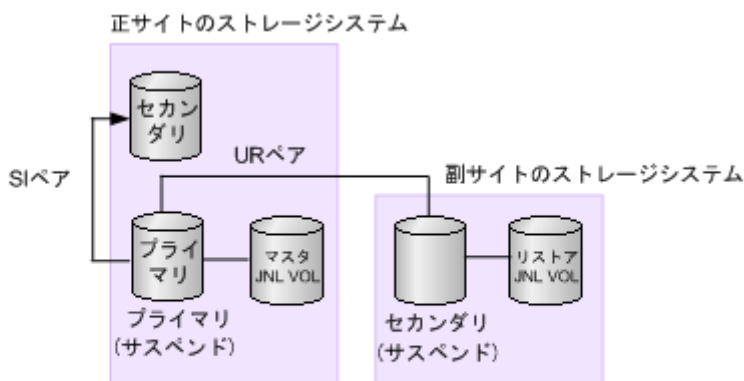 正サイトのストレージシステム
セカン
ダリ
SIペア
URペア
副サイトのストレージシステム
プライ
マリ
マスタ
JNL VOL
リストア
JNL VOL
プライマリ
(サスペンド)
セカンダリ
(サスペンド)